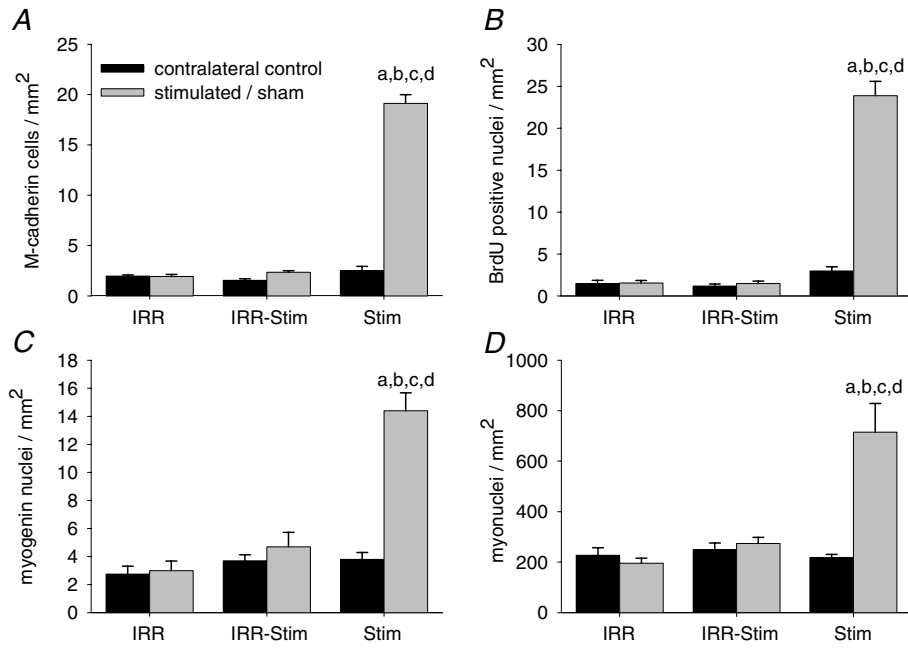 A
M-cadherin cells / mm2
25
20
15
10
5
0
contralateral control
stimulated / sham
a,b,c,d
IRR IRR-Stim Stim
B
BrdU positive nuclei / mm2
30
25
20
15
10
5
0
a,b,c,d
IRR IRR-Stim Stim
C
myogenin nuclei / mm2
18
16
14
12
10
8
6
4
2
0
a,b,c,d
IRR IRR-Stim Stim
D
myonuclei / mm2
1000
800
600
400
200
0
a,b,c,d
IRR IRR-Stim Stim